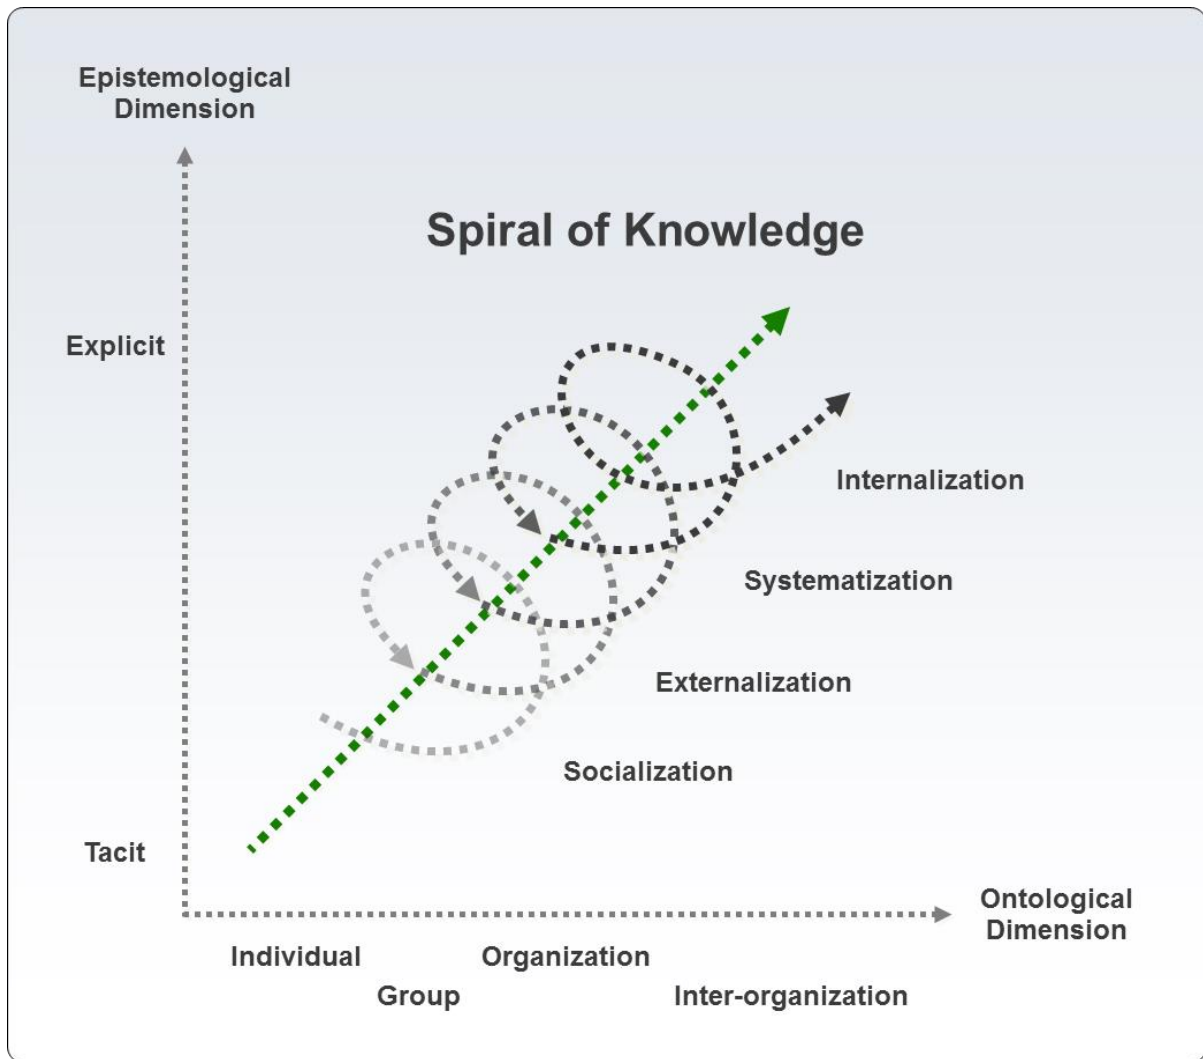 Epistemological
Dimension
Spiral of Knowledge
Explicit
Internalization
Systematization
Externalization
Socialization
Tacit
Ontological
Dimension
Individual
Organization
Group
Inter-organization